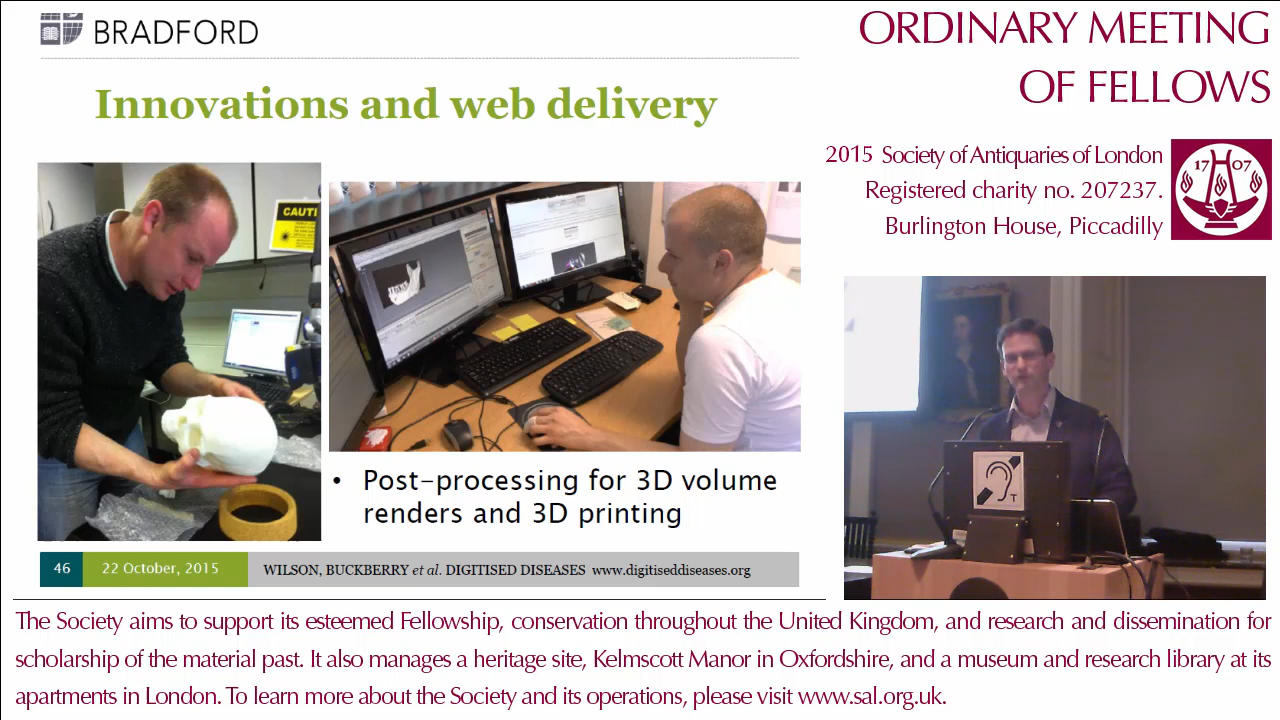 BRADFORD
Innovations and web delivery
CAUTI
• Post-processing for 3D volume
renders and 3D printing
46
22 October, 2015
WILSON, BUCKBERRY et al. DIGITISED DISEASES www.digitiseddiseases.org
ORDINARY MEETING
OF FELLOWS
2015 Society of Antiquaries of London
Registered charity no. 207237.
Burlington House, Piccadilly
17 07
T
The Society aims to support its esteemed Fellowship, conservation throughout the United Kingdom, and research and dissemination for
scholarship of the material past. It also manages a heritage site, Kelmscott Manor in Oxfordshire, and a museum and research library at its
apartments in London. To learn more about the Society and its operations, please visit www.sal.org.uk.